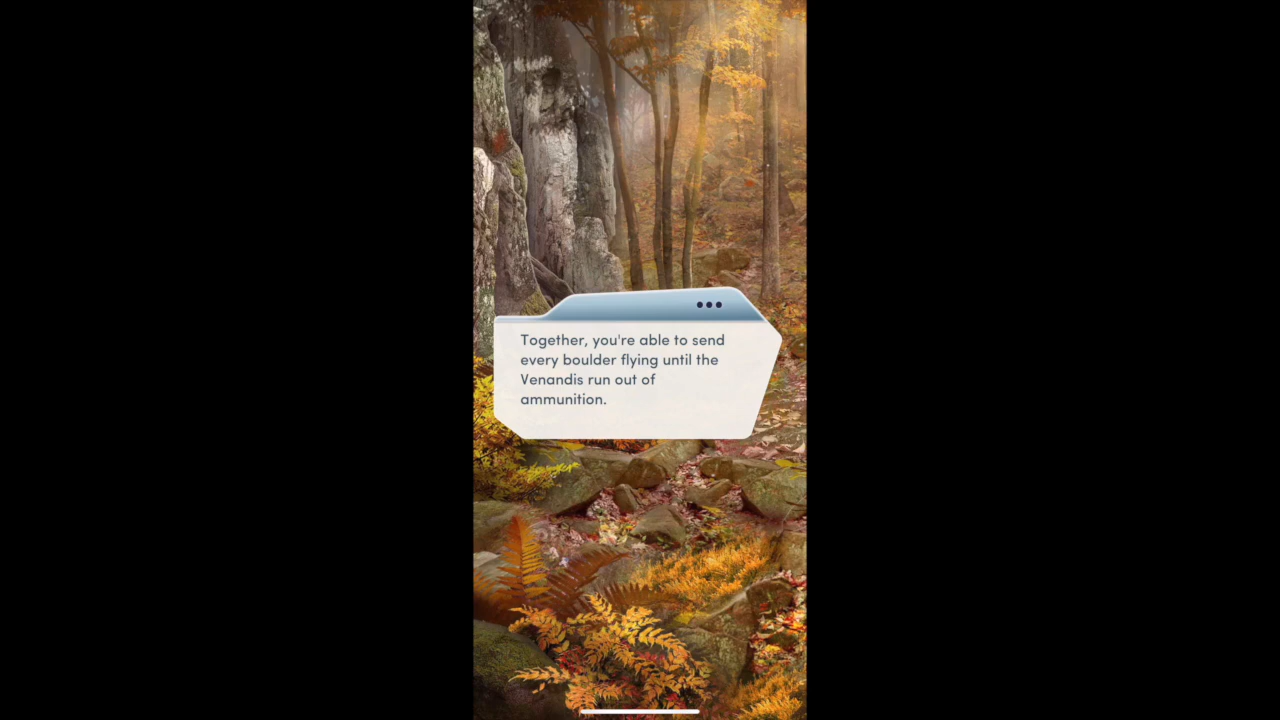 Together, you're able to send
every boulder flying until the
Venandis run out of
ammunition.